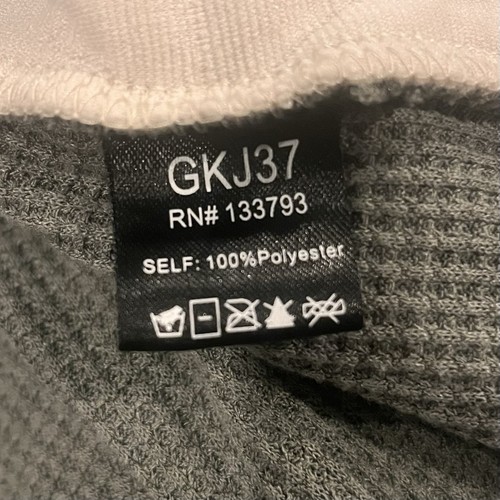 GKJ37
RN# 133793
SELF: 100%Polyester